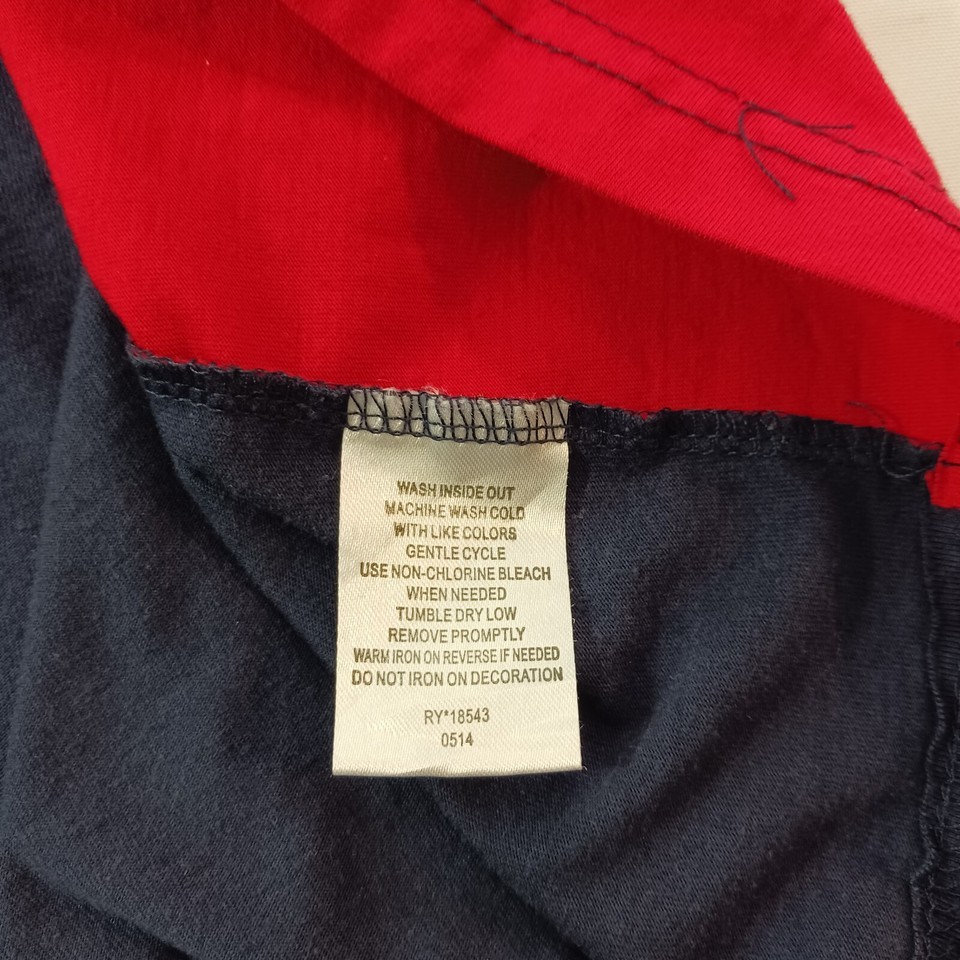 WASH INSIDE OUT
MACHINE WASH COLD
WITH LIKE COLORS
GENTLE CYCLE
USE NON-CHLORINE BLEACH
WHEN NEEDED
TUMBLE DRY LOW
REMOVE PROMPTLY
WARM IRON ON REVERSE IF NEEDED
DO NOT IRON ON DECORATION
RY*18543
0514